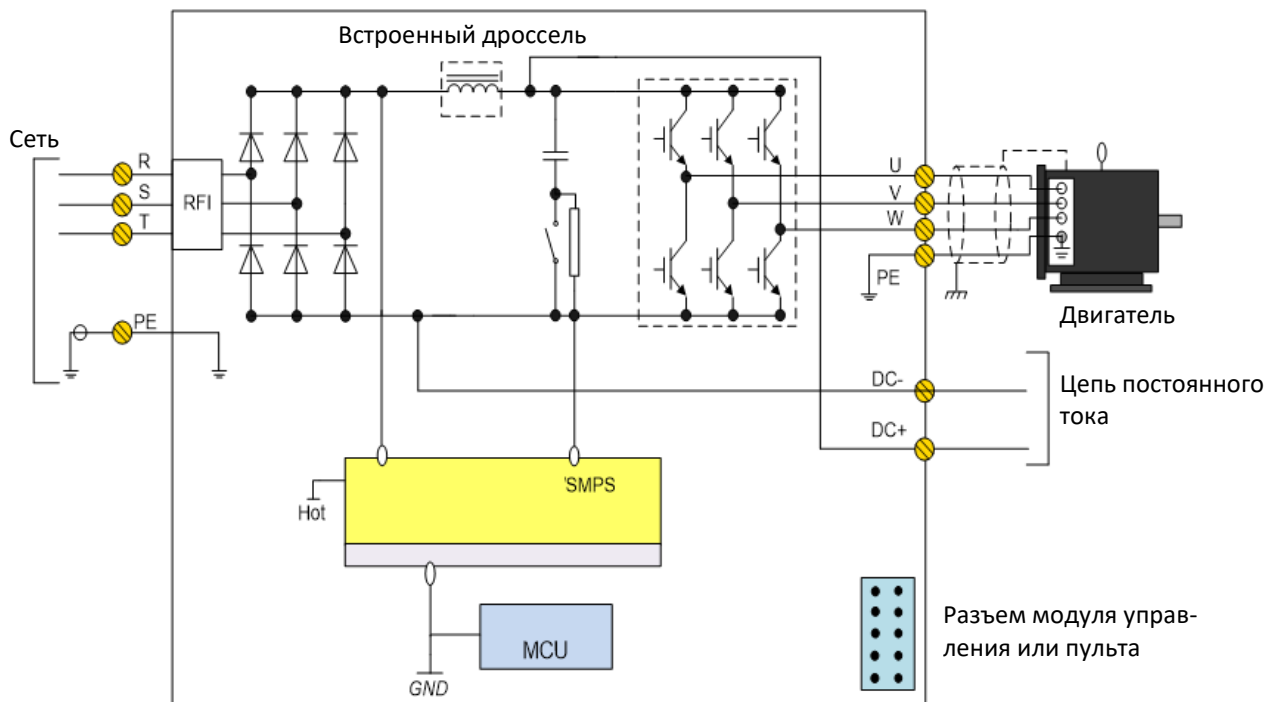 Встроенный дроссель
Сеть
R
S
T
RFI
PE
U
V
W
PE
Двигатель
DC-
DC+
Цепь постоянного
тока
'SMPS
Hot
MCU
GND
Разъем модуля управ-
ления или пульта